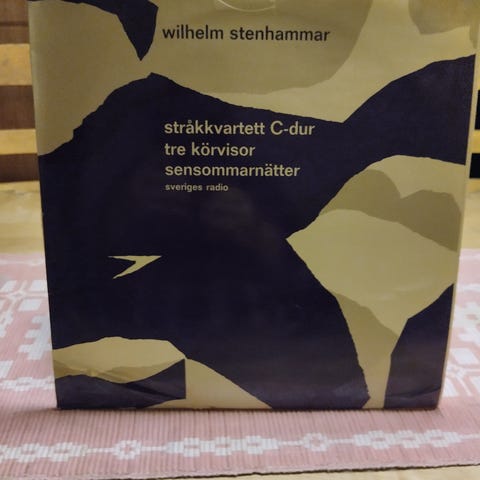 wilhelm stenhammar
stråkkvartett C-dur
tre körvisor
sensommarnätter
sveriges radio